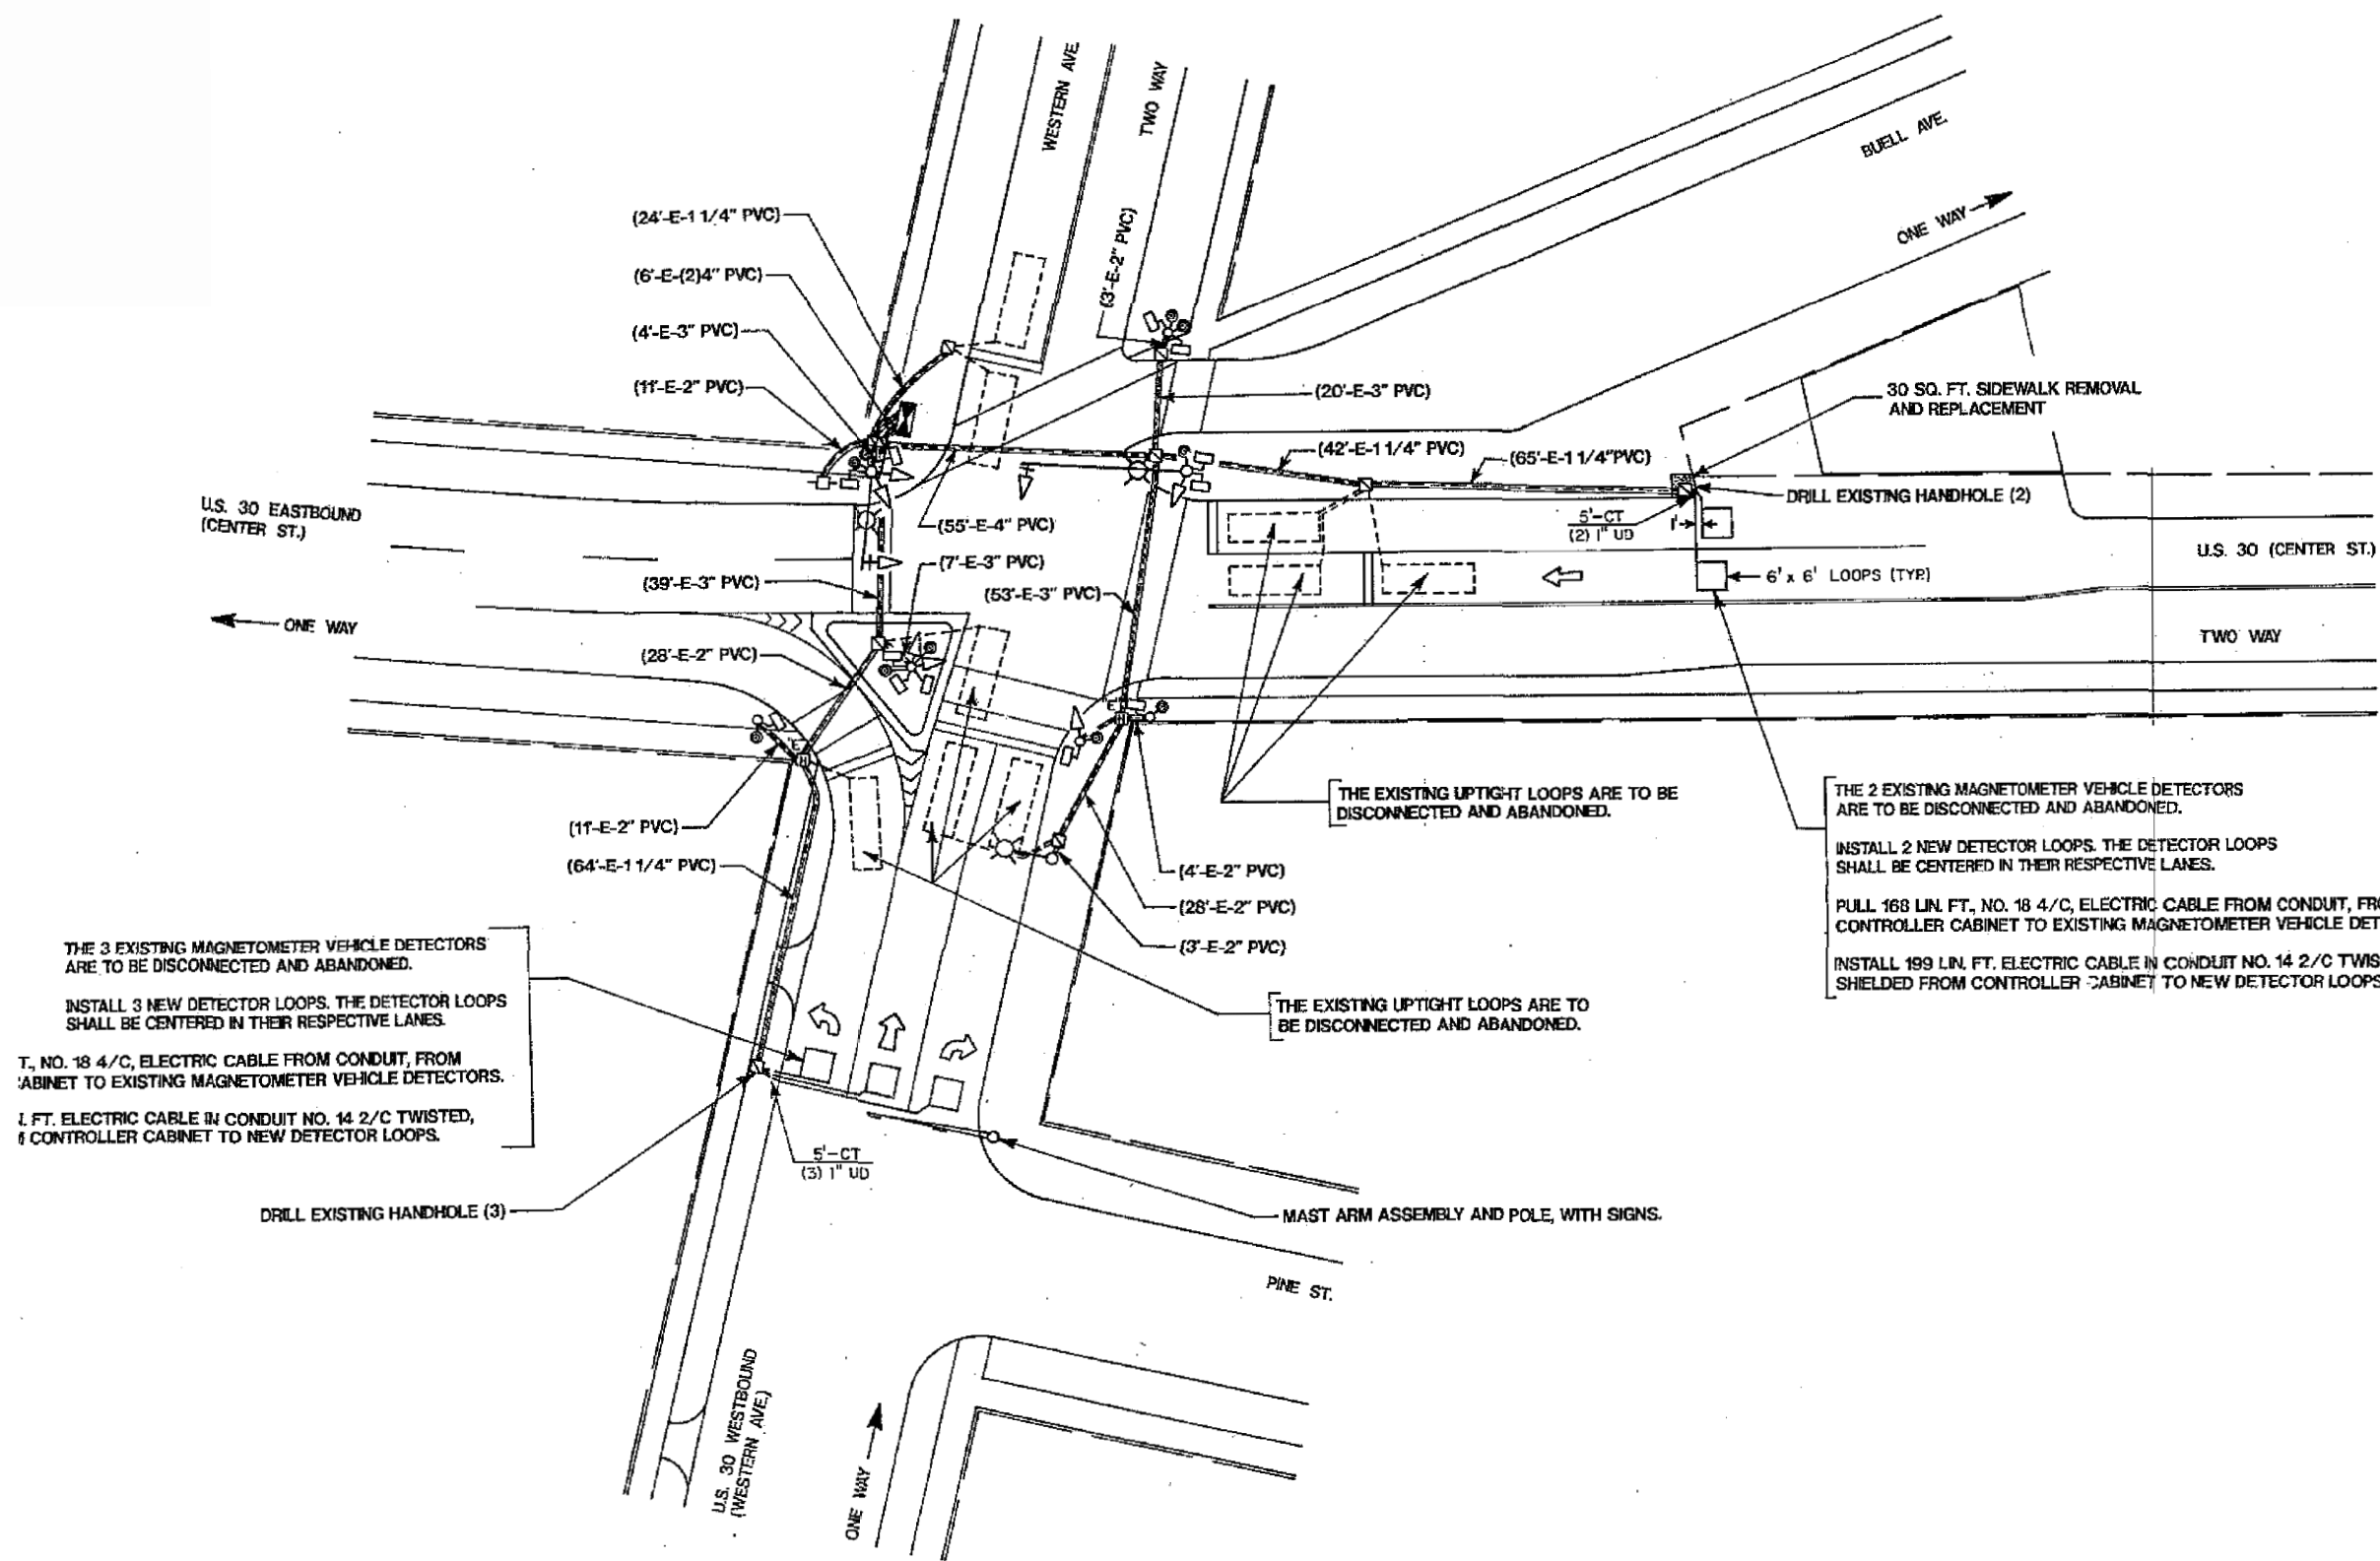 WESTERN AVE.
TWO WAY
(3'-E-2" PVC)
BUELL AVE.
ONE WAY
(24'-E-1 1/4" PVC)
(6'-E-(2)4" PVC)
(4'-E-3" PVC)
(11'-E-2" PVC)
(20'-E-3" PVC)
30 SQ. FT. SIDEWALK REMOVAL
AND REPLACEMENT
(42'-E-1 1/4" PVC)
(65'-E-1 1/4"PVC)
DRILL EXISTING HANDHOLE (2)
U.S. 30 EASTBOUND
(CENTER ST.)
(55'-E-4" PVC)
5'-CT
(2) 1" UD
1'
U.S. 30 (CENTER ST.)
(7'-E-3" PVC)
(39'-E-3" PVC)
(53'-E-3" PVC)
6' x 6' LOOPS (TYP.)
ONE WAY
TWO WAY
(28'-E-2" PVC)
E
H
E
H
(11'-E-2" PVC)
(64'-E-1 1/4" PVC)
THE EXISTING UPTIGHT LOOPS ARE TO BE
DISCONNECTED AND ABANDONED.
THE 2 EXISTING MAGNETOMETER VEHICLE DETECTORS
ARE TO BE DISCONNECTED AND ABANDONED.
INSTALL 2 NEW DETECTOR LOOPS. THE DETECTOR LOOPS
SHALL BE CENTERED IN THEIR RESPECTIVE LANES.
PULL 168 LIN. FT., NO. 18 4/C, ELECTRIC CABLE FROM CONDUIT, FRO
CONTROLLER CABINET TO EXISTING MAGNETOMETER VEHICLE DET
INSTALL 199 LIN. FT. ELECTRIC CABLE IN CONDUIT NO. 14 2/C TWIS
SHIELDED FROM CONTROLLER CABINET TO NEW DETECTOR LOOPS
(4'-E-2" PVC)
(28'-E-2" PVC)
(3'-E-2" PVC)
THE 3 EXISTING MAGNETOMETER VEHICLE DETECTORS
ARE TO BE DISCONNECTED AND ABANDONED.
INSTALL 3 NEW DETECTOR LOOPS. THE DETECTOR LOOPS
SHALL BE CENTERED IN THEIR RESPECTIVE LANES.
T., NO. 18 4/C, ELECTRIC CABLE FROM CONDUIT, FROM
ABINET TO EXISTING MAGNETOMETER VEHICLE DETECTORS.
FT. ELECTRIC CABLE IN CONDUIT NO. 14 2/C TWISTED,
CONTROLLER CABINET TO NEW DETECTOR LOOPS.
THE EXISTING UPTIGHT LOOPS ARE TO
BE DISCONNECTED AND ABANDONED.
5'-CT
(3) 1" UD
DRILL EXISTING HANDHOLE (3)
MAST ARM ASSEMBLY AND POLE, WITH SIGNS.
PINE ST.
U.S. 30 WESTBOUND
(WESTERN AVE.)
ONE WAY